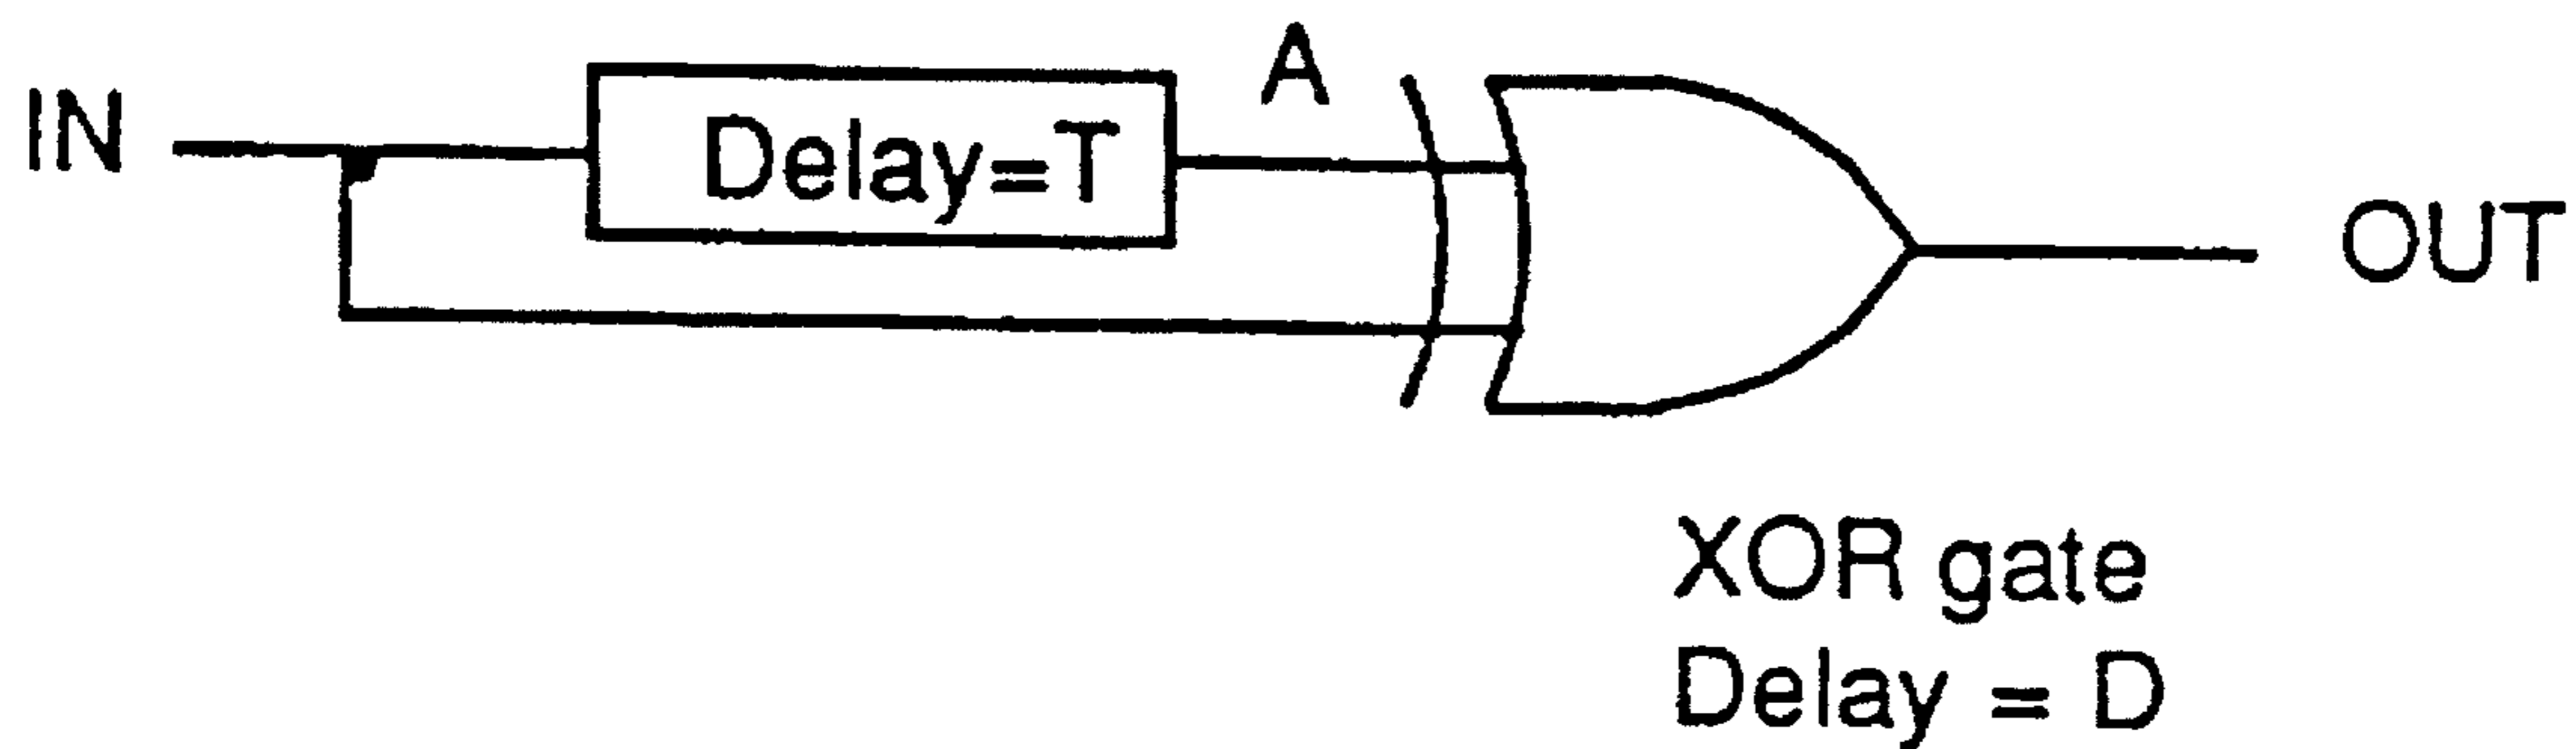 IN
Delay=T
A
OUT
XOR gate
Delay = D